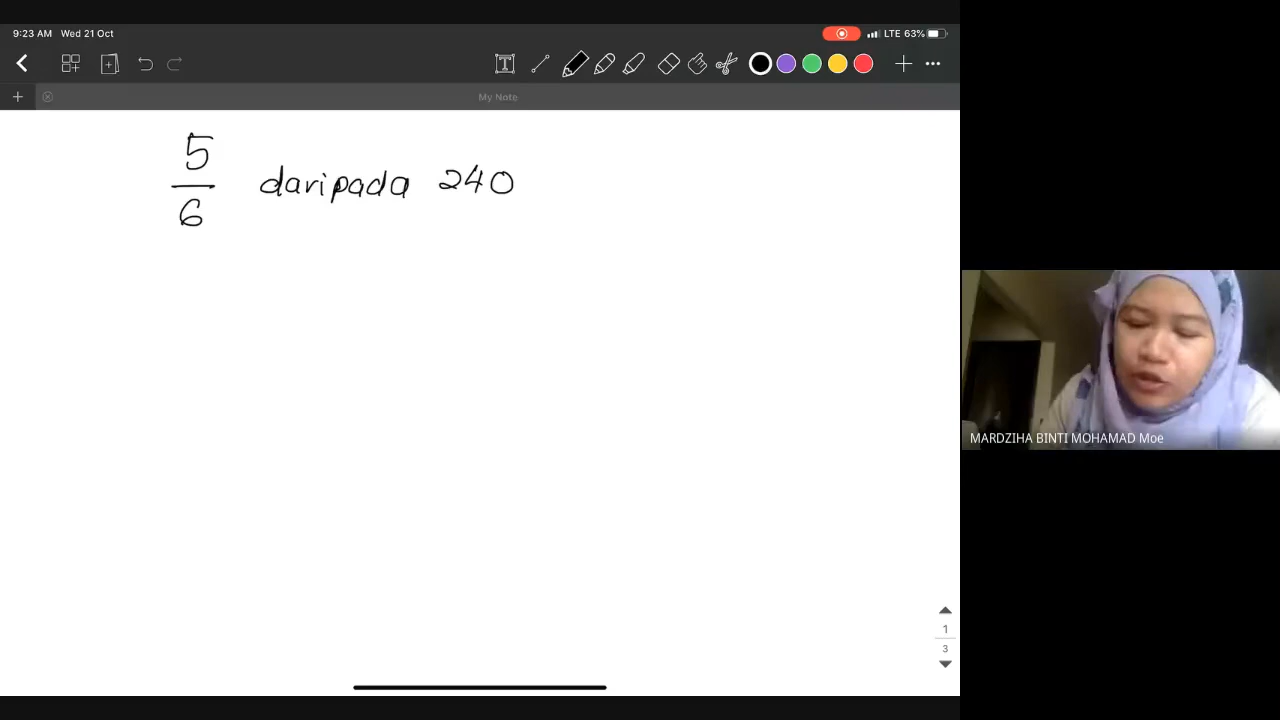 9:23 AM Wed 21 Oct
LTE 63%
T
My Note
5
6
daripada 240
MARDZIHA BINTI MOHAMAD Moe
1
3